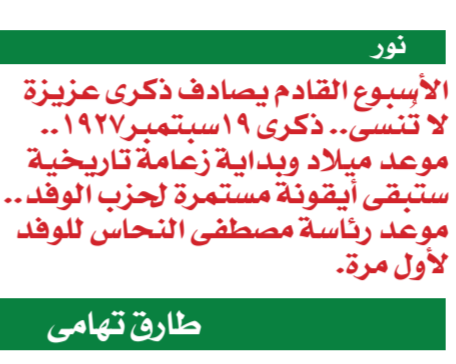 نور
الأسبوع القادم يصادف ذكرى عزيزة
لا تُنسى.. ذكرى ١٩سبتمبر١٩٢٧..
موعد ميلاد وبداية زعامة تاريخية
ستبقى أيقونة مستمرة لحزب الوفد..
موعد رئاسة مصطفى النحاس للوفد
لأول مرة.
طارق تهامى